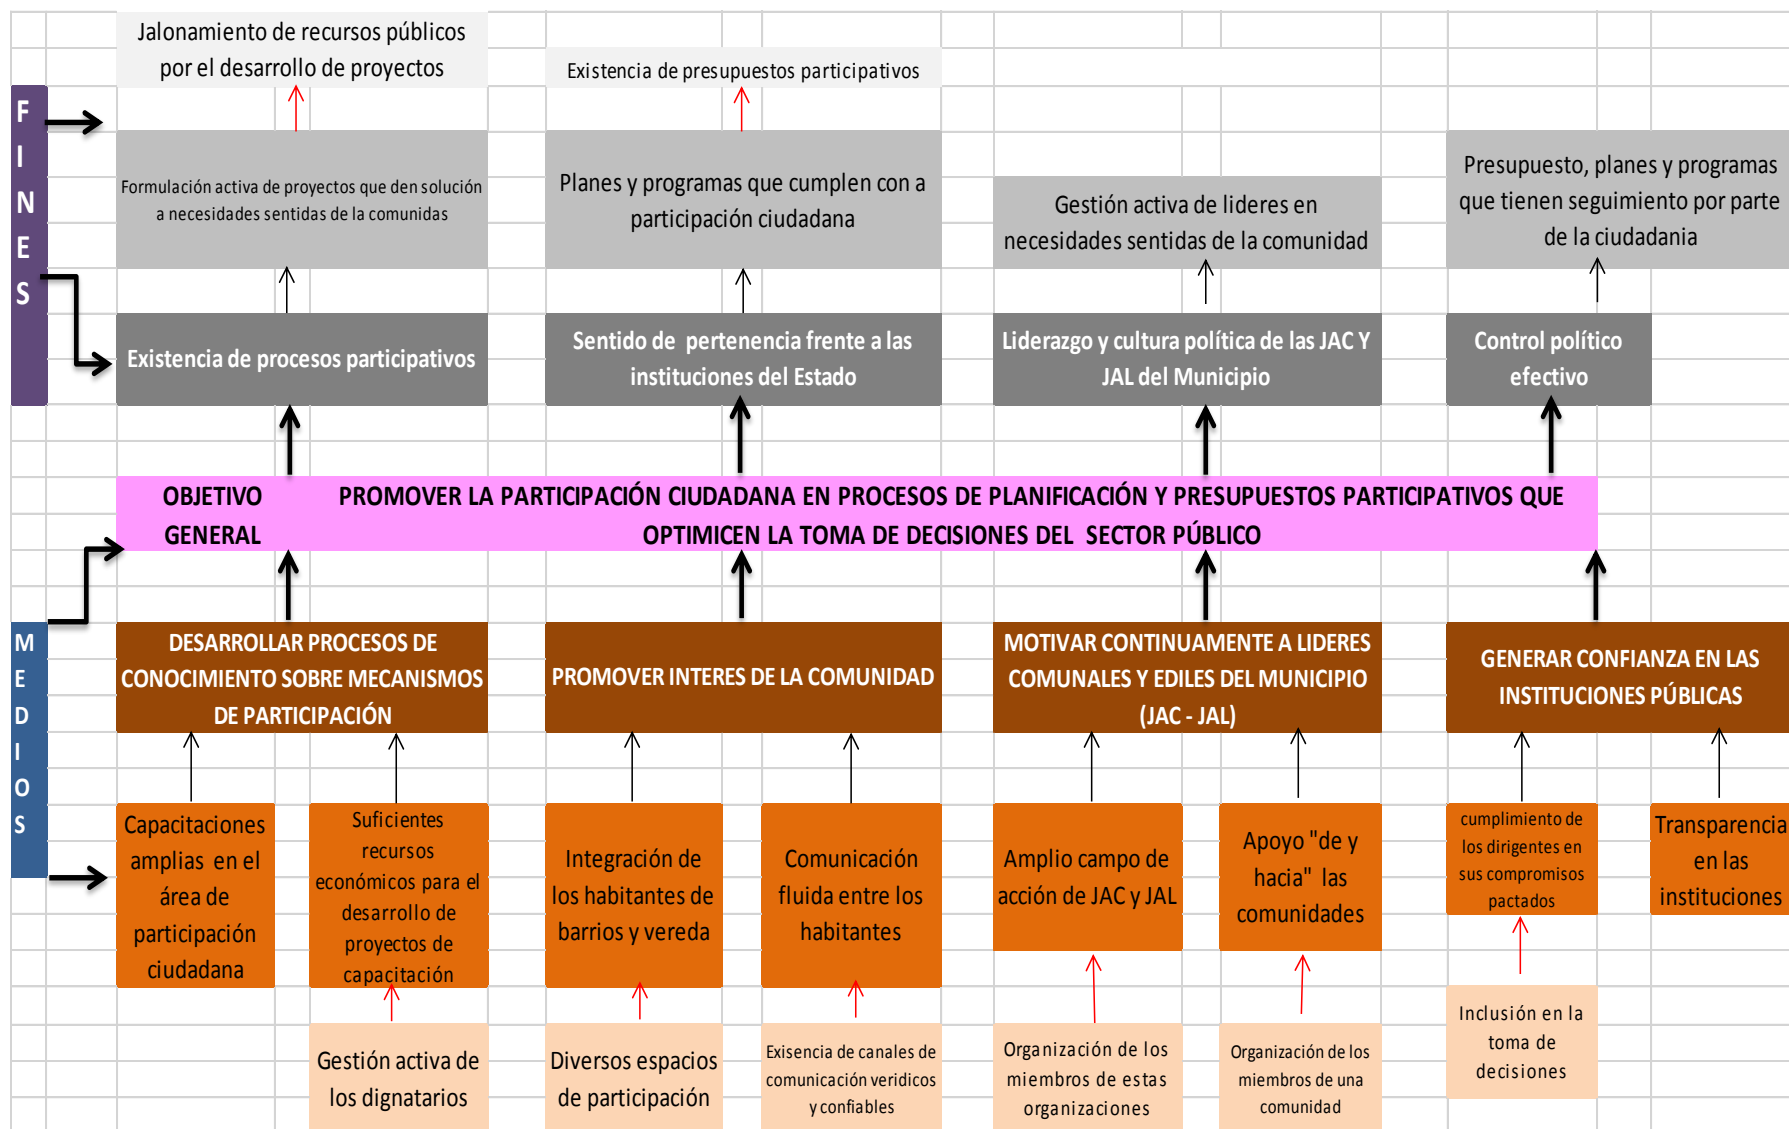 Jalonamiento de recursos públicos
por el desarrollo de proyectos
Existencia de presupuestos participativos
F
I
N
E
S
Formulación activa de proyectos que den solución
a necesidades sentidas de la comunidas
Planes y programas que cumplen con a
participación ciudadana
Gestión activa de lideres en
necesidades sentidas de la comunidad
Presupuesto, planes y programas
que tienen seguimiento por parte
de la ciudadania
Existencia de procesos participativos
Sentido de pertenencia frente a las
instituciones del Estado
Liderazgo y cultura política de las JAC Y
JAL del Municipio
Control político
efectivo
OBJETIVO
GENERAL
PROMOVER LA PARTICIPACIÓN CIUDADANA EN PROCESOS DE PLANIFICACIÓN Y PRESUPUESTOS PARTICIPATIVOS QUE
OPTIMICEN LA TOMA DE DECISIONES DEL SECTOR PÚBLICO
M
E
D
I
O
S
DESARROLLAR PROCESOS DE
CONOCIMIENTO SOBRE MECANISMOS
DE PARTICIPACIÓN
PROMOVER INTERES DE LA COMUNIDAD
MOTIVAR CONTINUAMENTE A LIDERES
COMUNALES Y EDILES DEL MUNICIPIO
(JAC - JAL)
GENERAR CONFIANZA EN LAS
INSTITUCIONES PÚBLICAS
Capacitaciones
amplias en el
área de
participación
ciudadana
Suficientes
recursos
económicos para el
desarrollo de
proyectos de
capacitación
Integración de
los habitantes de
barrios y vereda
Comunicación
fluida entre los
habitantes
Amplio campo de
acción de JAC y JAL
Apoyo "de y
hacia" las
comunidades
cumplimiento de
los dirigentes en
sus compromisos
pactados
Transparencia
en las
instituciones
Gestión activa de
los dignatarios
Diversos espacios
de participación
Exisencia de canales de
comunicación veridicos
y confiables
Organización de los
miembros de estas
organizaciones
Organización de los
miembros de una
comunidad
Inclusión en la
toma de
decisiones